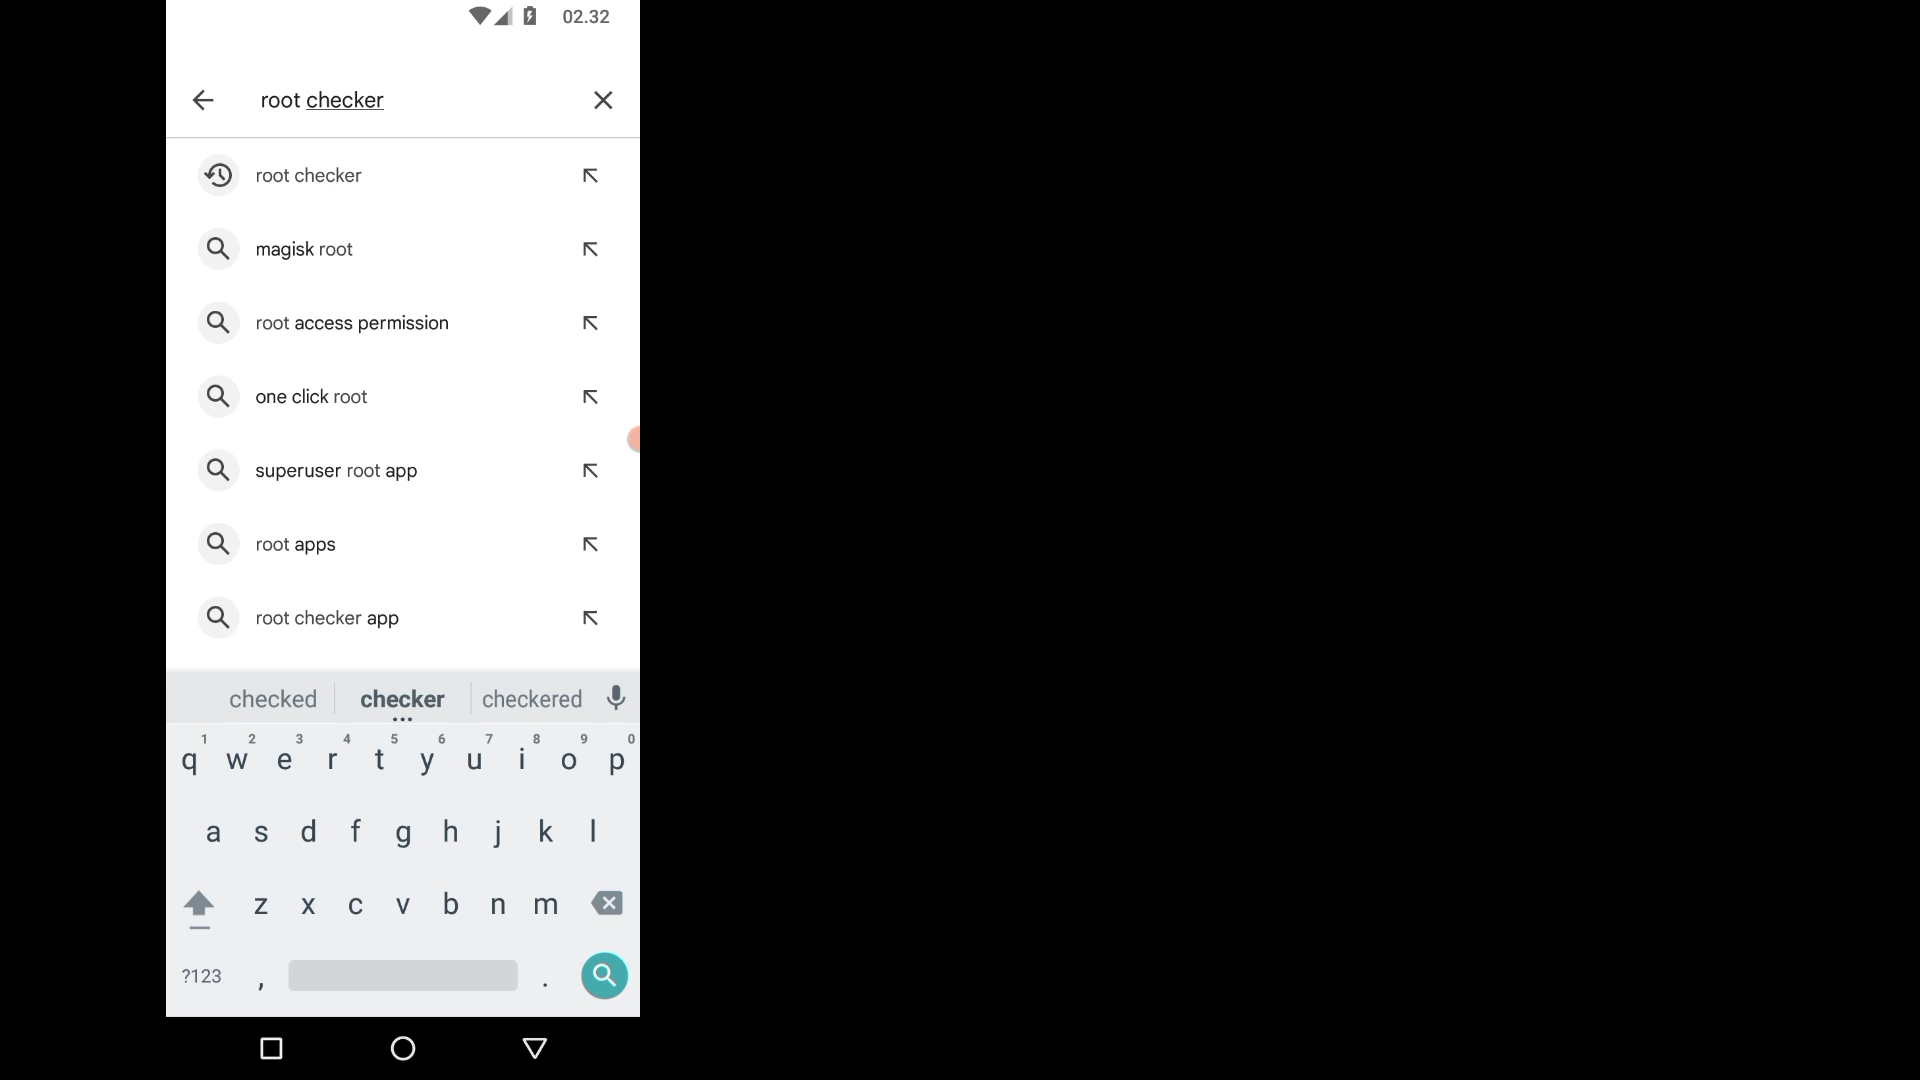 02.32
root checker
root checker
magisk root
root access permission
one click root
superuser root app
root apps
root checker app
checked checker checkered
1 2 3 4 5 6 7 8 9 0
q w e r t y u i o p
a s d f g h j k l
z x c v b n m
?123 , .